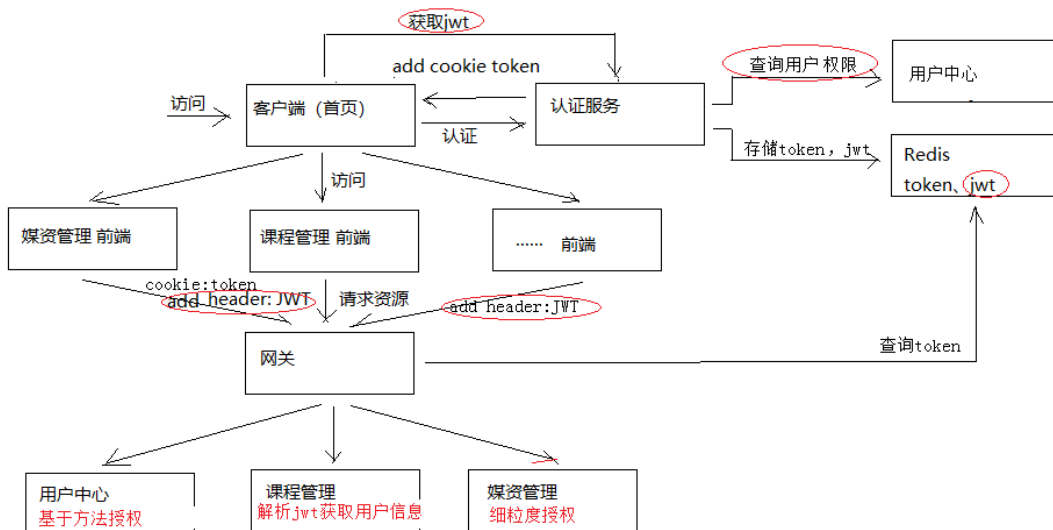 获取jwt
add cookie token
查询用户 权限
用户中心
访问
客户端（首页）
认证服务
认证
存储token，jwt
Redis
token、jwt
访问
媒资管理 前端
课程管理 前端
…… 前端
cookie:token
add header: JWT
请求资源
add header:JWT
网关
查询token
用户中心
基于方法授权
课程管理
解析jwt获取用户信息
媒资管理
细粒度授权